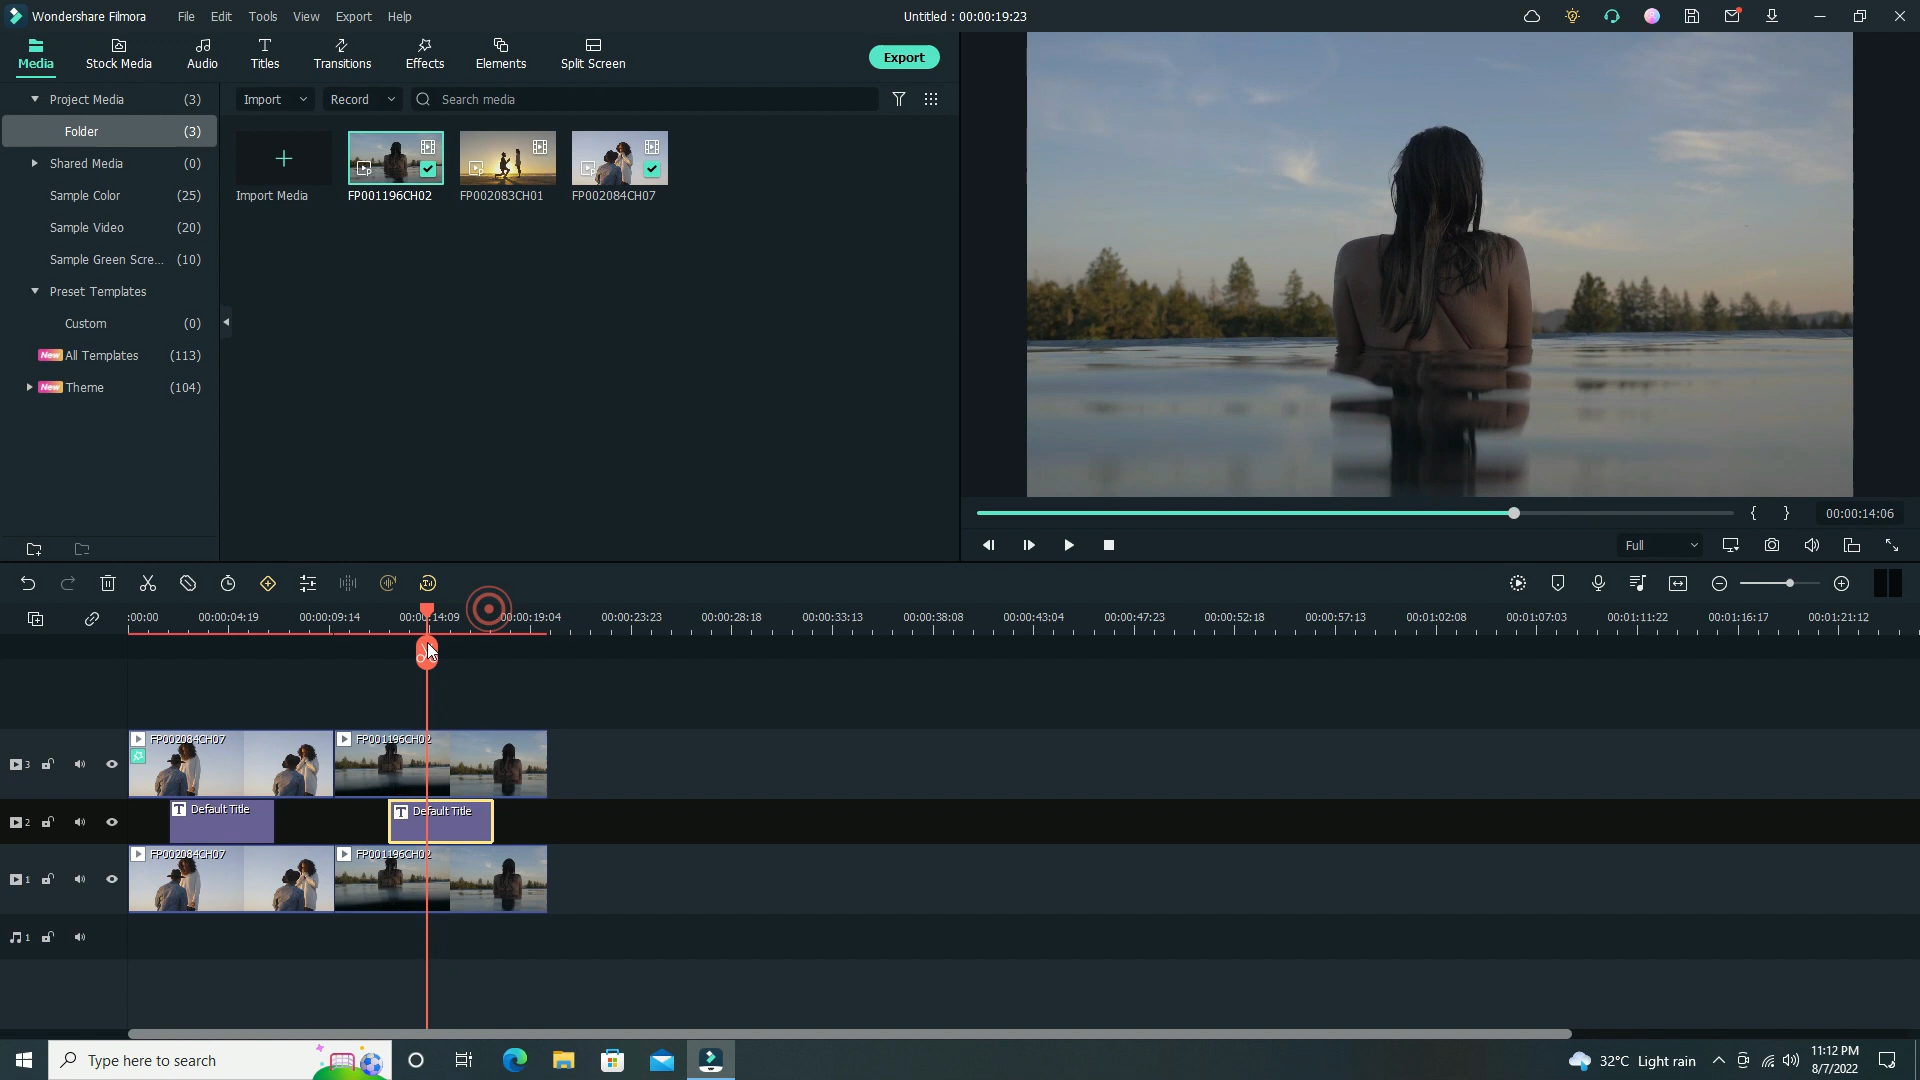 Wondershare Filmora File Edit Tools View Export Help Untitled : 00:00:19:23
Media Stock Media Audio Titles Transitions Effects Elements Split Screen Export
Project Media (3) Import Record Search media
Folder (3)
Shared Media (0)
Sample Color (25) Import Media FP001196CH02 FP002083CH01 FP002084CH07
Sample Video (20)
Sample Green Scre... (10)
Preset Templates
Custom (0)
New All Templates (113)
New Theme (104)
{ } 00:00:14:06
Full
:00:00 00:00:04:19 00:00:09:14 00:00:14:09 00:00:19:04 00:00:23:23 00:00:28:18 00:00:33:13 00:00:38:08 00:00:43:04 00:00:47:23 00:00:52:18 00:00:57:13 00:01:02:08 00:01:07:03 00:01:11:22 00:01:16:17 00:01:21:12
FP002084CH07 FP001196CH02
3
T Default Title T Default Title
2
FP002084CH07 FP001196CH02
1
1
Type here to search 32°C Light rain 11:12 PM
8/7/2022